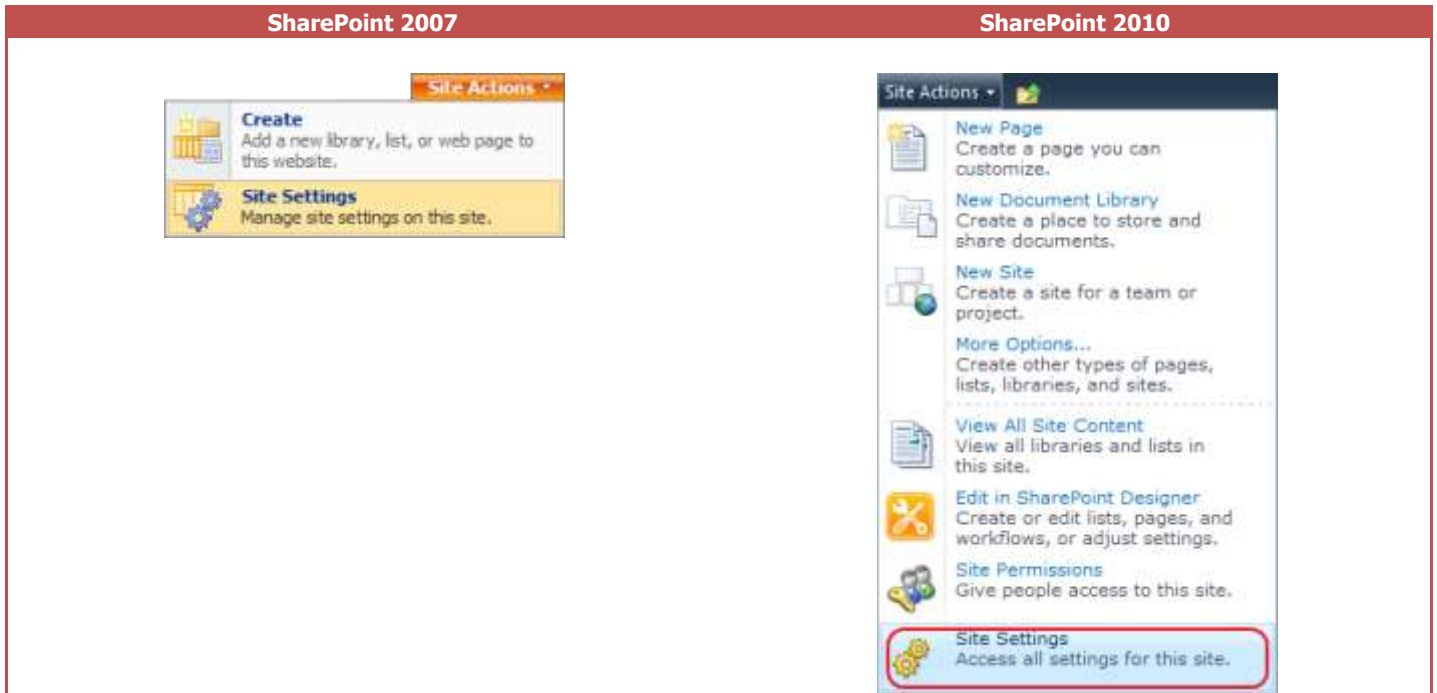 SharePoint 2007
SharePoint 2010
Site Actions
Create
Add a new library, list, or web page to
this website.
Site Settings
Manage site settings on this site.
Site Actions
New Page
Create a page you can
customize.
New Document Library
Create a place to store and
share documents.
New Site
Create a site for a team or
project.
More Options...
Create other types of pages,
lists, libraries, and sites.
View All Site Content
View all libraries and lists in
this site.
Edit in SharePoint Designer
Create or edit lists, pages, and
workflows, or adjust settings.
Site Permissions
Give people access to this site.
Site Settings
Access all settings for this site.